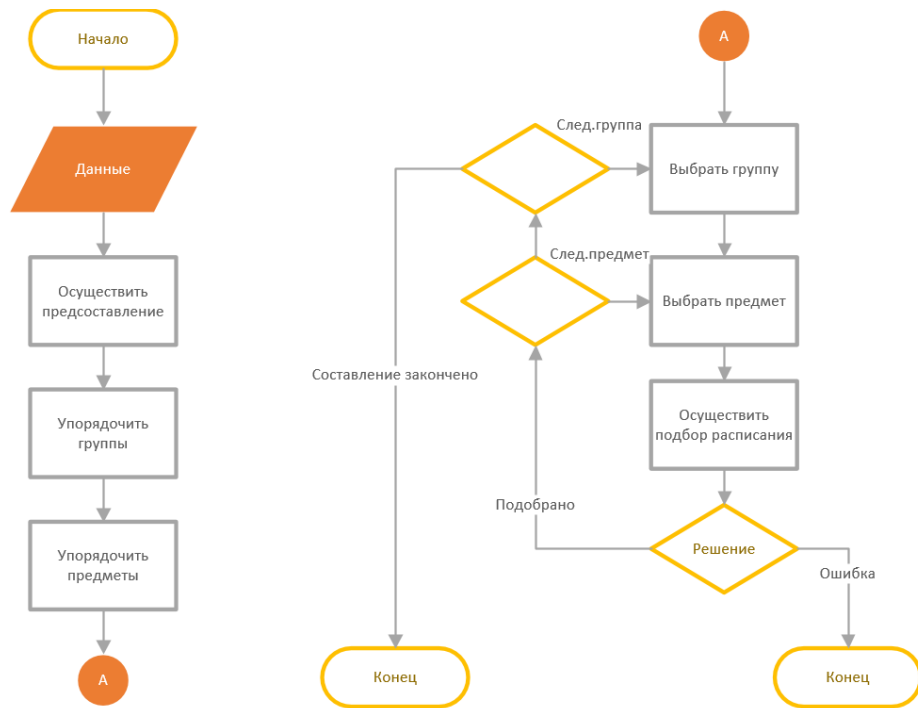 Начало
Данные
Осуществить
предсоставление
Упорядочить
группы
Упорядочить
предметы
А
А
След.группа
Выбрать группу
След.предмет
Выбрать предмет
Составление закончено
Осуществить
подбор расписания
Подобрано
Решение
Ошибка
Конец
Конец